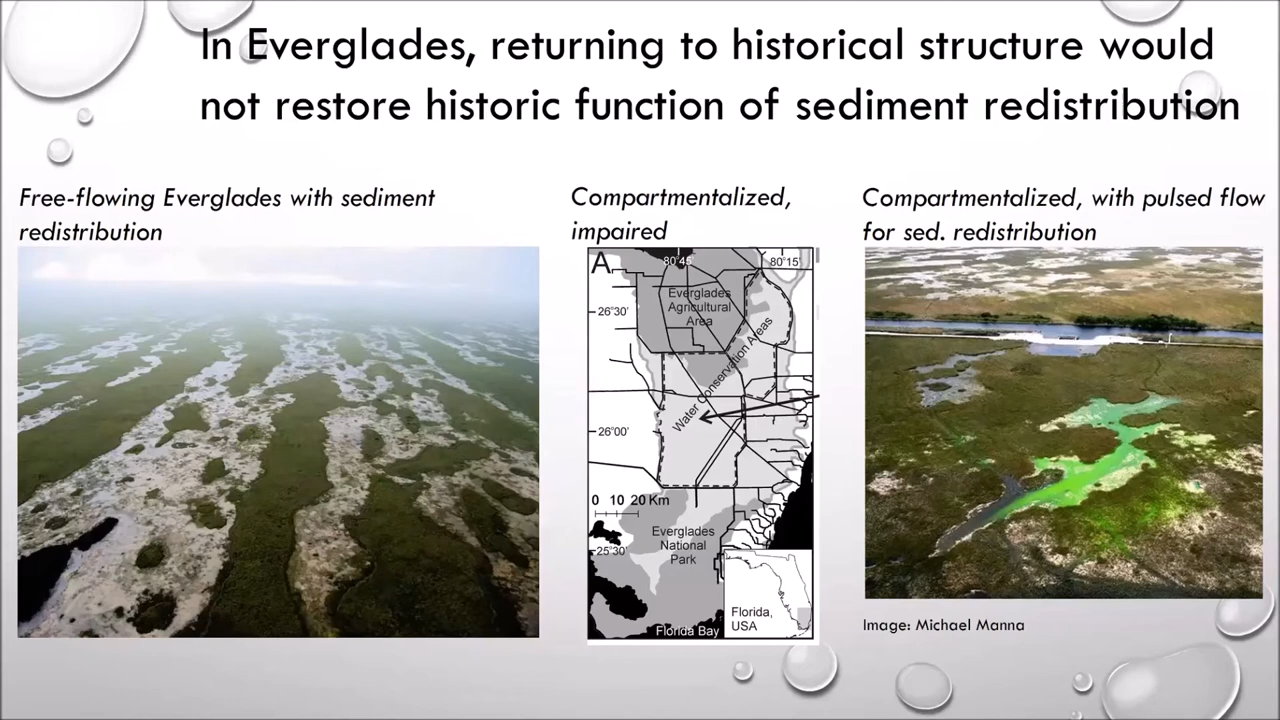 In Everglades, returning to historical structure would
not restore historic function of sediment redistribution
Free-flowing Everglades with sediment
redistribution
Compartmentalized,
impaired
Compartmentalized, with pulsed flow
for sed. redistribution
A
80°45'
80°15'
26°30'
Everglades
Agricultural
Area
Water Conservation Areas
26°00'
0 10 20 Km
25°30'
Everglades
National
Park
Florida,
USA
Florida Bay
Image: Michael Manna